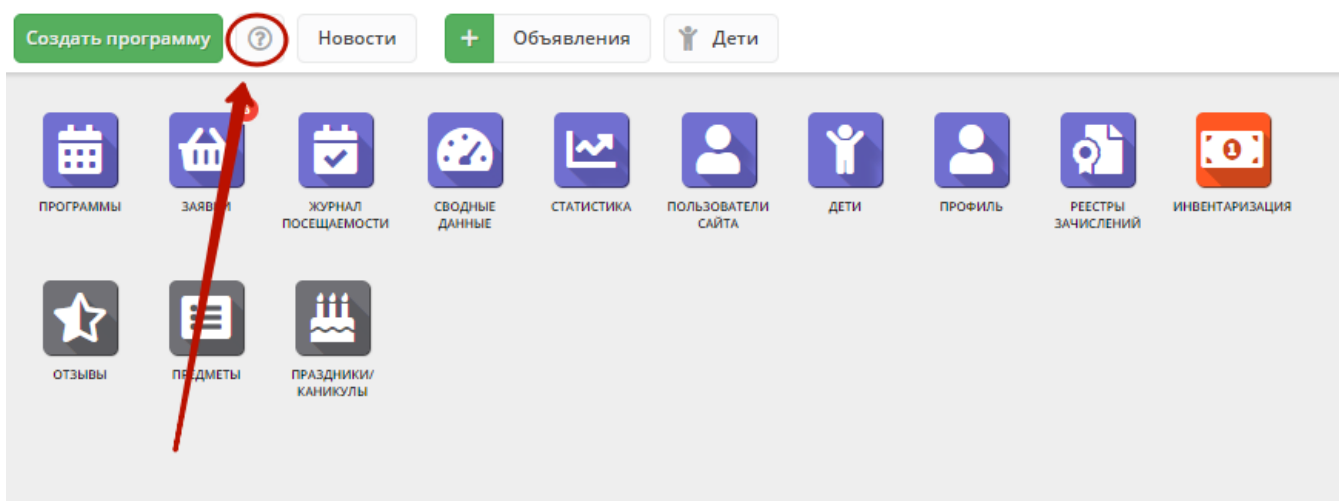 Создать программу ? Новости + Объявления Дети
ПРОГРАММЫ ЗАЯВКИ ЖУРНАЛ ПОСЕЩАЕМОСТИ СВОДНЫЕ ДАННЫЕ СТАТИСТИКА ПОЛЬЗОВАТЕЛИ САЙТА ДЕТИ ПРОФИЛЬ РЕЕСТРЫ ЗАЧИСЛЕНИЙ ИНВЕНТАРИЗАЦИЯ
1
ОТЗЫВЫ ПРЕДМЕТЫ ПРАЗДНИКИ/
КАНИКУЛЫ